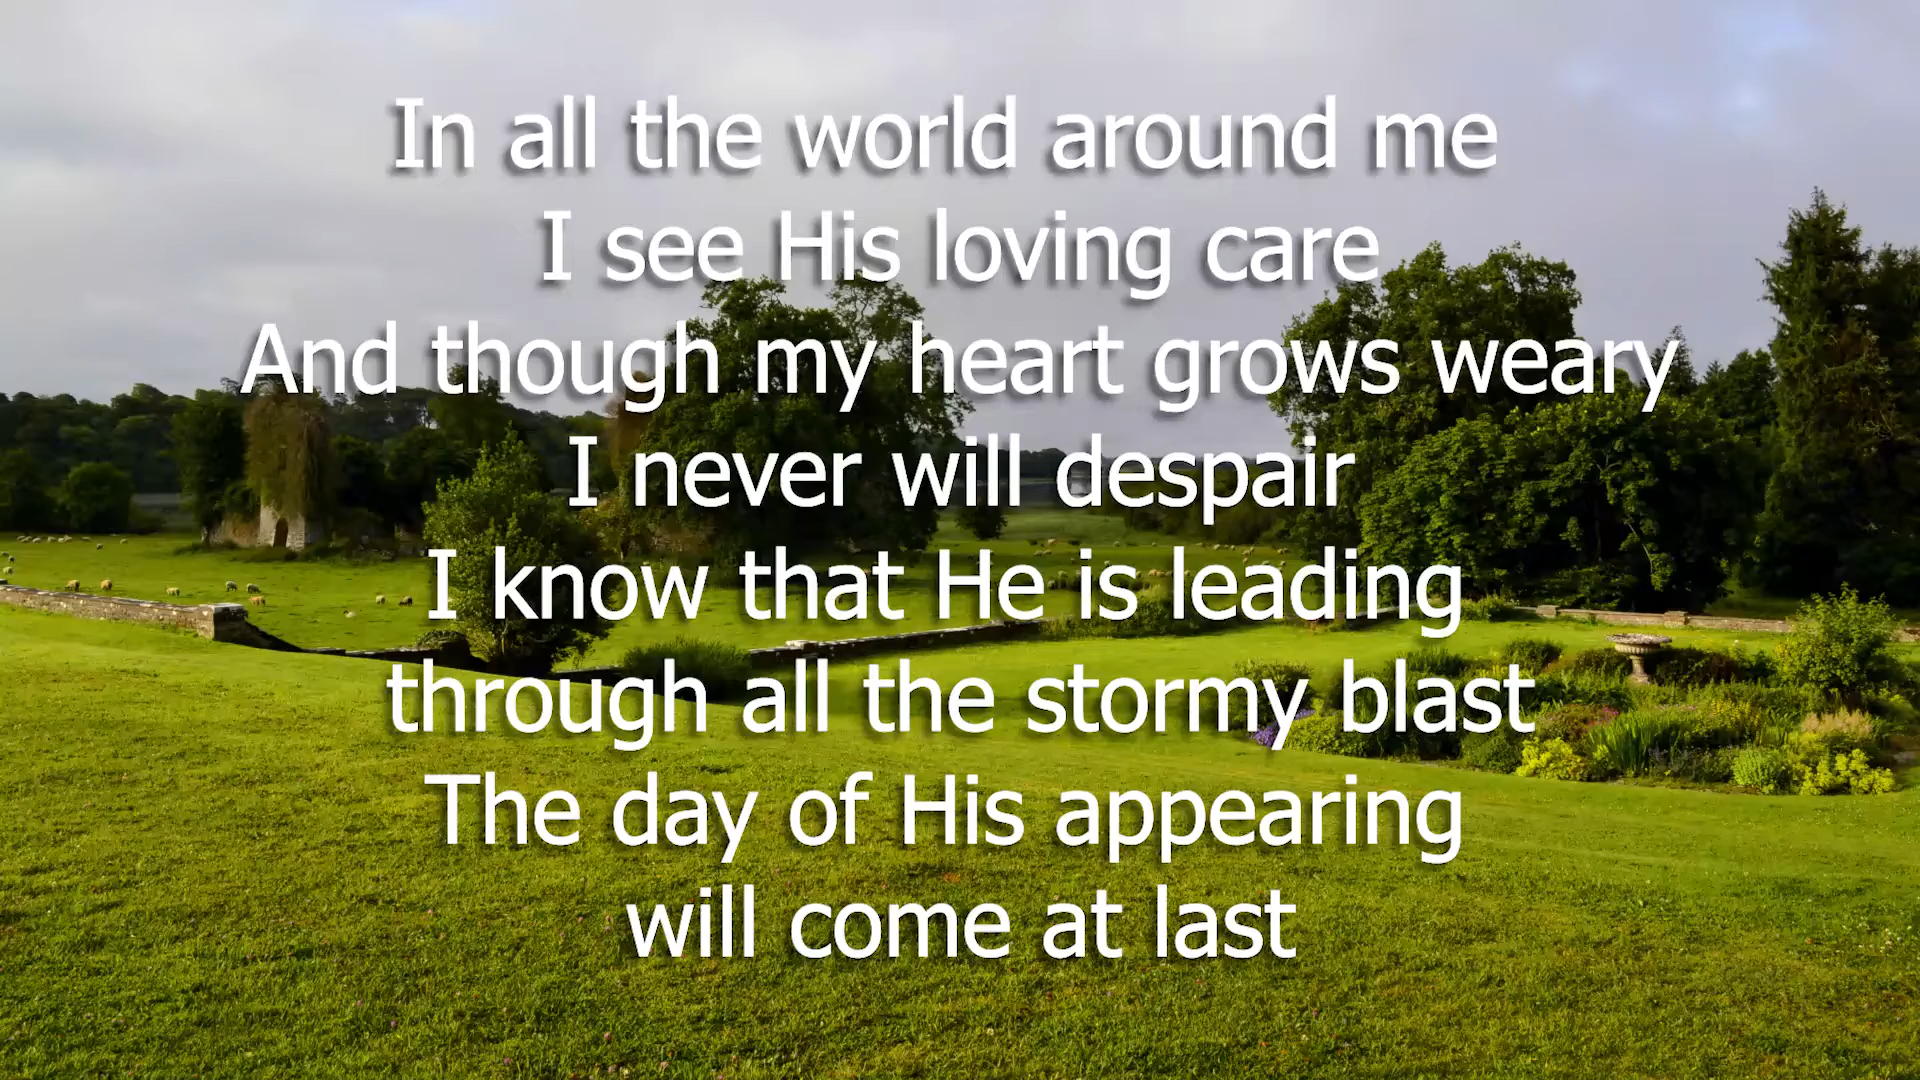 In all the world around me
I see His loving care
And though my heart grows weary
I never will despair
I know that He is leading
through all the stormy blast
The day of His appearing
will come at last